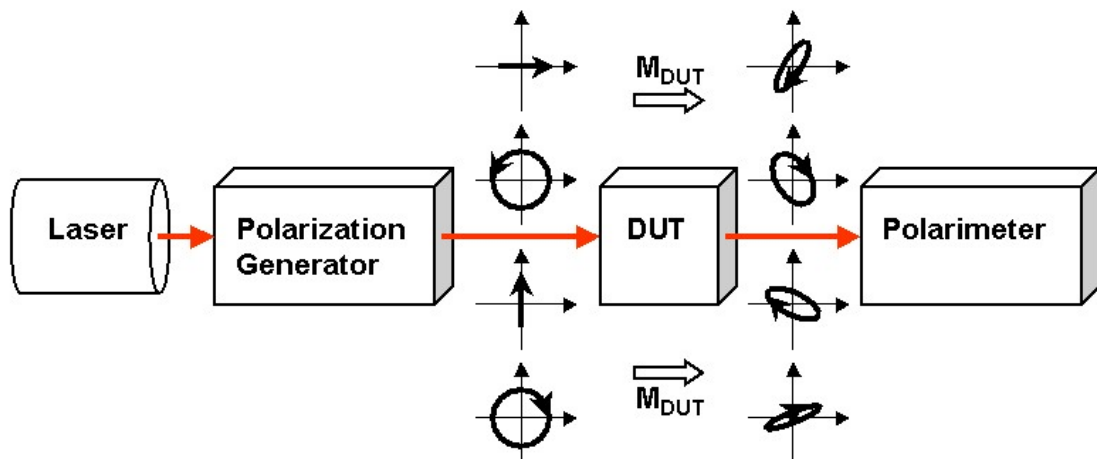 M_DUT
Laser
Polarization
Generator
DUT
Polarimeter
M_DUT